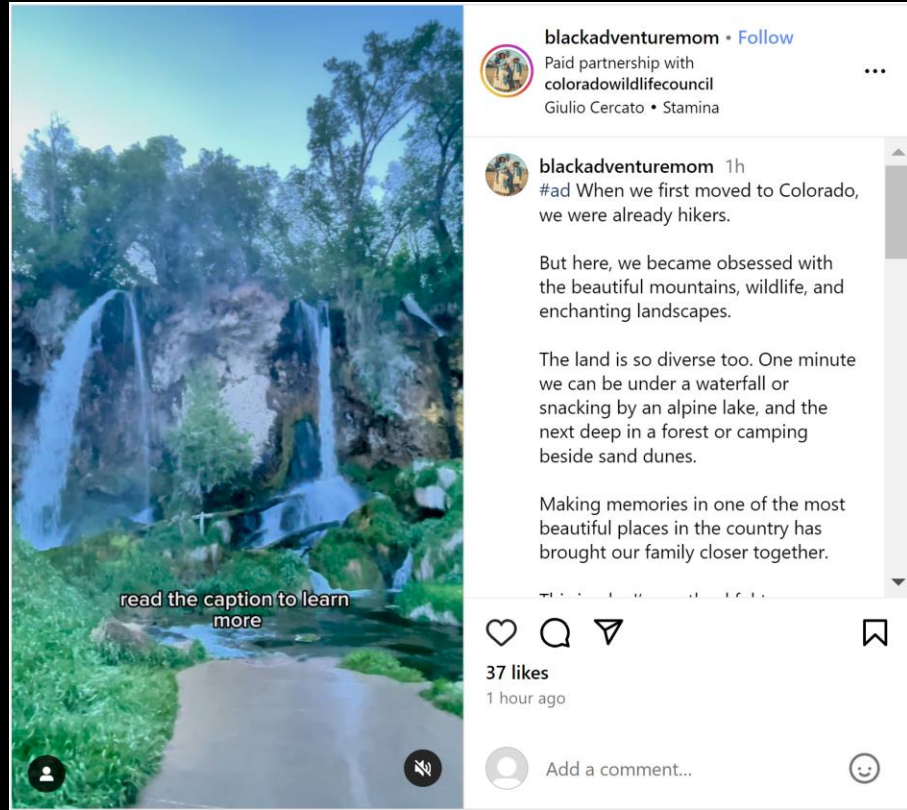 read the caption to learn
more
blackadventuremom • Follow
Paid partnership with
coloradowildlifecouncil
Giulio Cercato • Stamina
blackadventuremom 1h
#ad When we first moved to Colorado,
we were already hikers.
But here, we became obsessed with
the beautiful mountains, wildlife, and
enchanting landscapes.
The land is so diverse too. One minute
we can be under a waterfall or
snacking by an alpine lake, and the
next deep in a forest or camping
beside sand dunes.
Making memories in one of the most
beautiful places in the country has
brought our family closer together.
37 likes
1 hour ago
Add a comment...